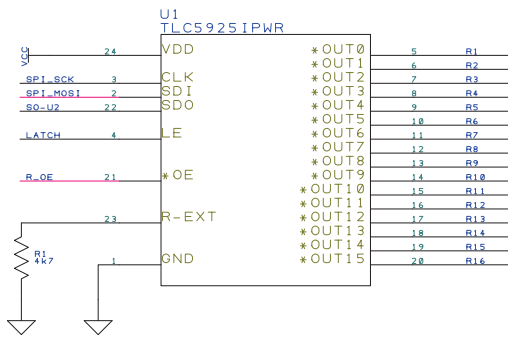 U1
TLC5925IPWR
VCC 24 VDD *OUT0 5 R1
*OUT1 6 R2
SPI_SCK 3 CLK *OUT2 7 R3
SPI_MOSI 2 SDI *OUT3 8 R4
SO-U2 22 SDO *OUT4 9 R5
*OUT5 10 R6
LATCH 4 LE *OUT6 11 R7
*OUT7 12 R8
*OUT8 13 R9
R_OE 21 *OE *OUT9 14 R10
*OUT10 15 R11
*OUT11 16 R12
23 R-EXT *OUT12 17 R13
*OUT13 18 R14
*OUT14 19 R15
R1
4k7
1 GND *OUT15 20 R16